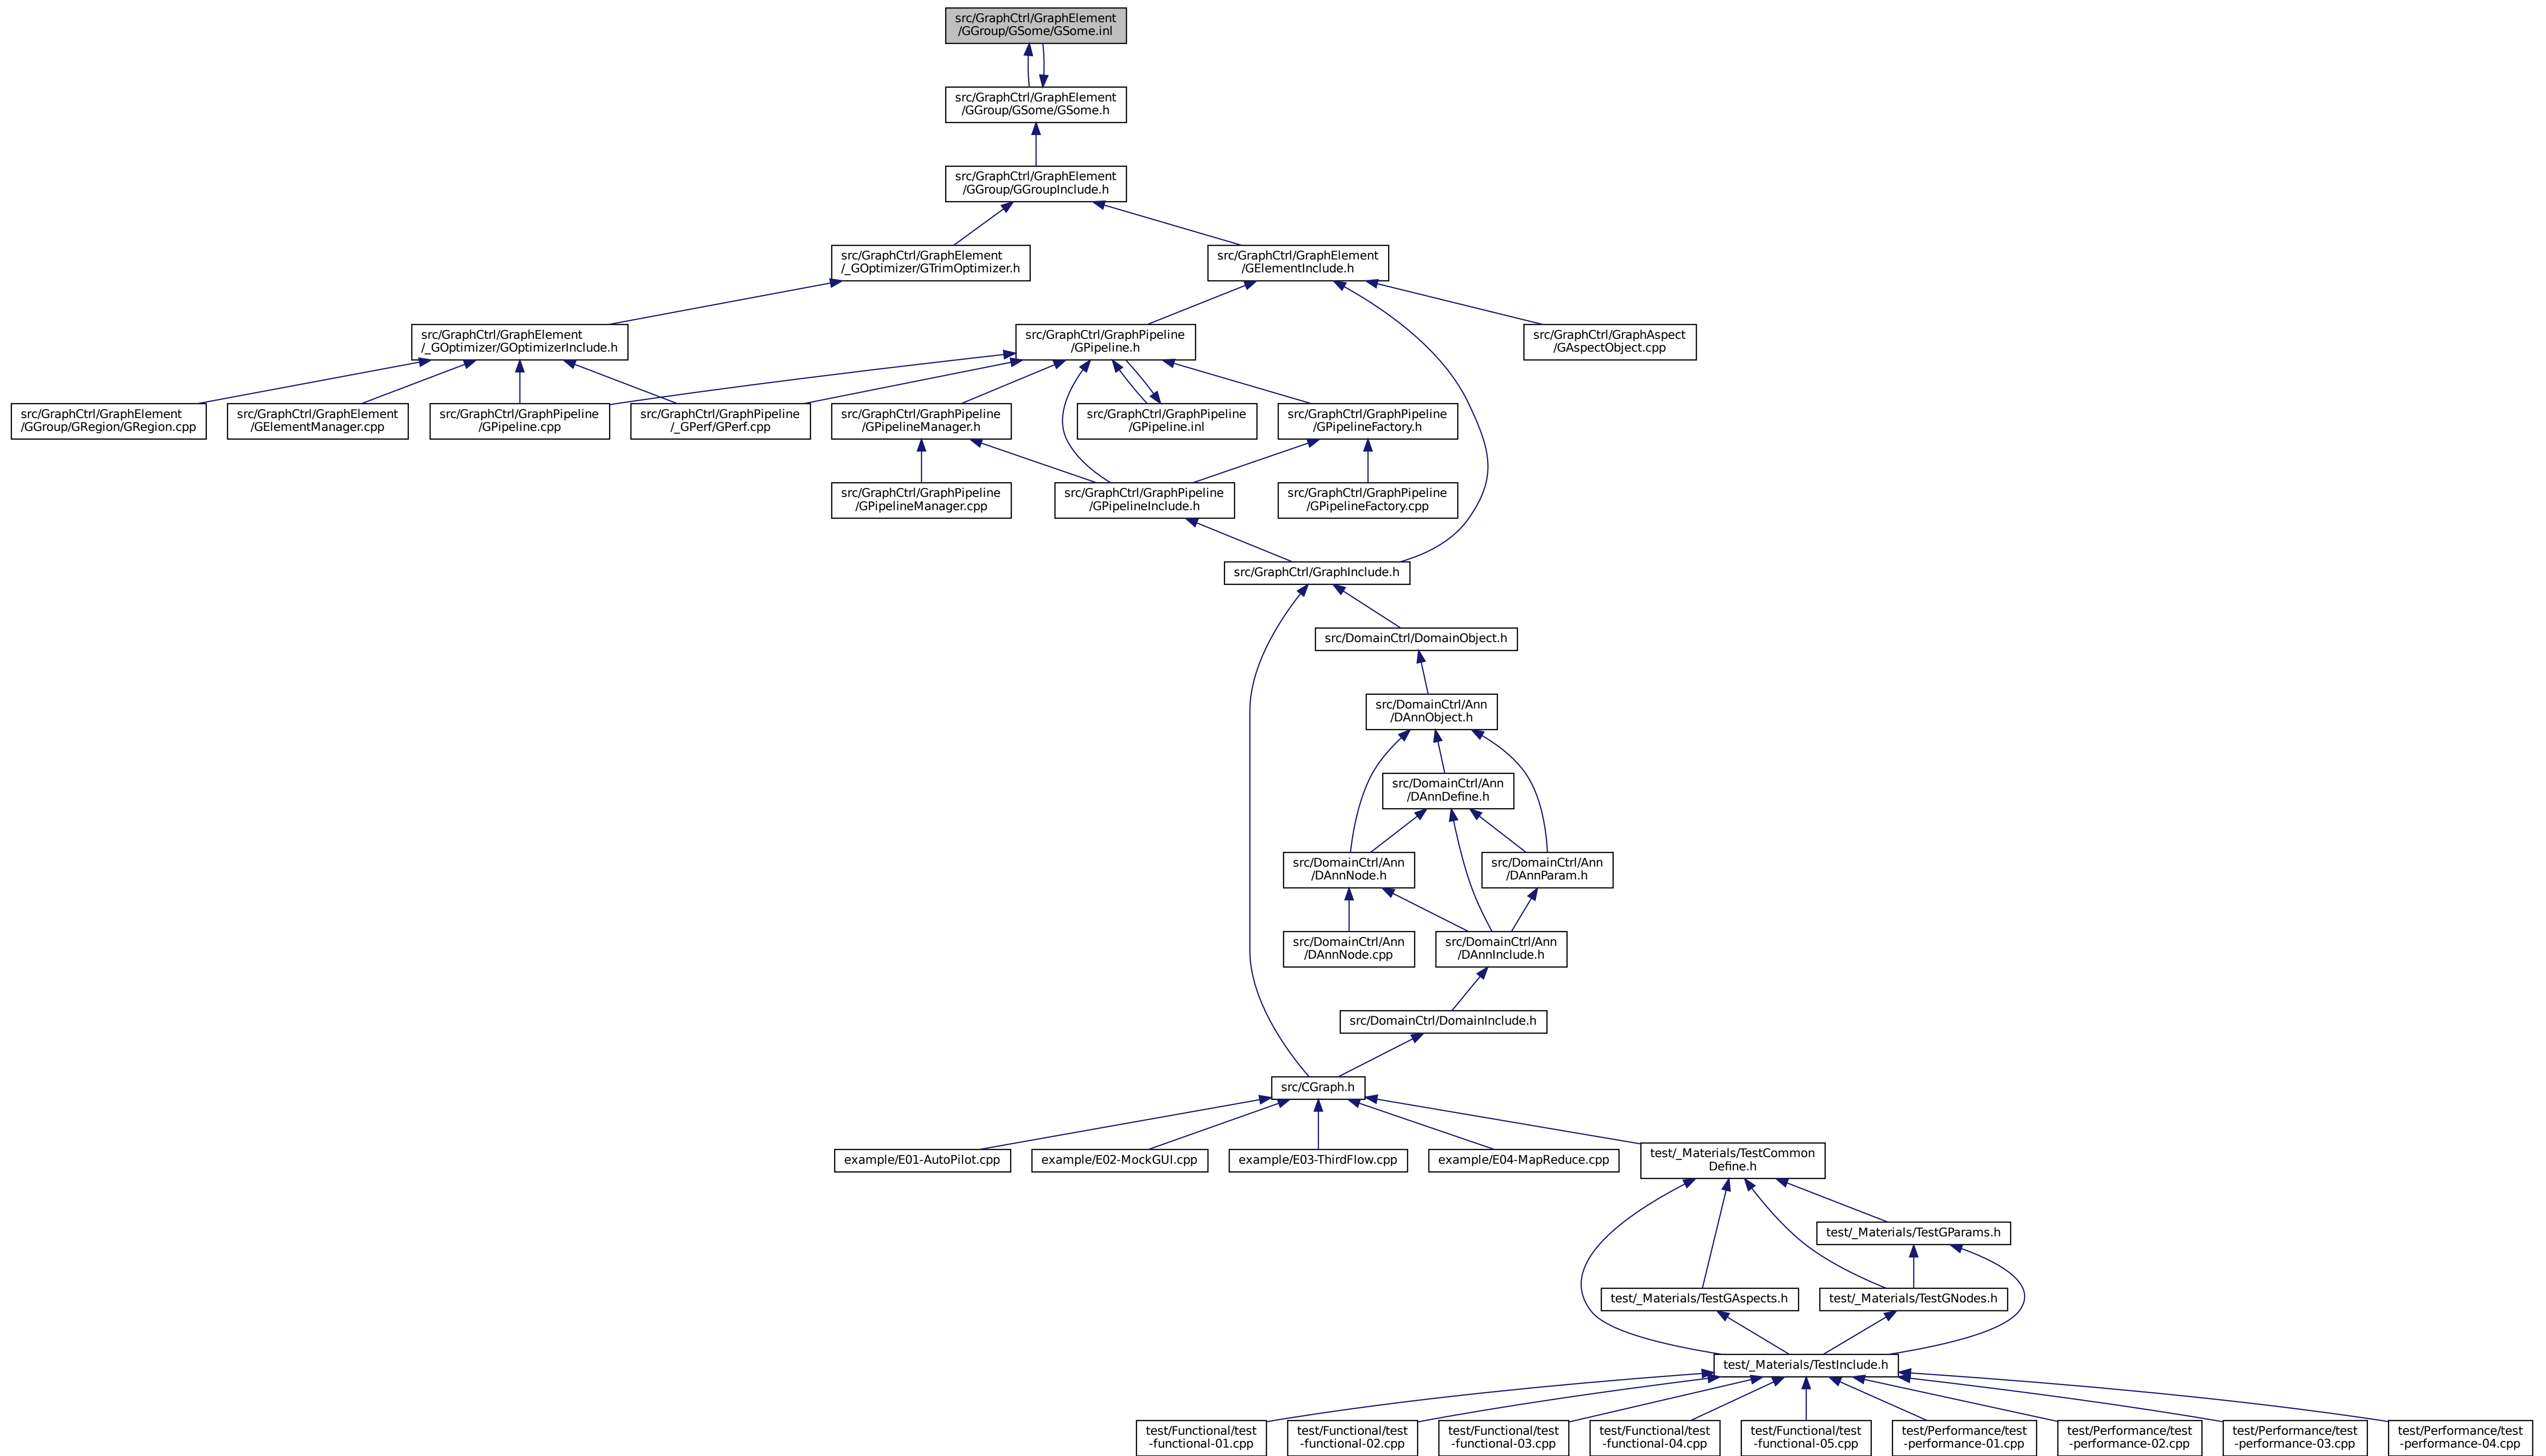 src/GraphCtrl/GraphElement
/GGroup/GSome/GSome.inl
src/GraphCtrl/GraphElement
/GGroup/GSome/GSome.h
src/GraphCtrl/GraphElement
/GGroup/GGroupInclude.h
src/GraphCtrl/GraphElement
/_GOptimizer/GTrimOptimizer.h
src/GraphCtrl/GraphElement
/GElementInclude.h
src/GraphCtrl/GraphElement
/_GOptimizer/GOptimizerInclude.h
src/GraphCtrl/GraphPipeline
/GPipeline.h
src/GraphCtrl/GraphAspect
/GAspectObject.cpp
src/GraphCtrl/GraphElement
/GGroup/GRegion/GRegion.cpp
src/GraphCtrl/GraphElement
/GElementManager.cpp
src/GraphCtrl/GraphPipeline
/GPipeline.cpp
src/GraphCtrl/GraphPipeline
/_GPerf/GPerf.cpp
src/GraphCtrl/GraphPipeline
/GPipelineManager.h
src/GraphCtrl/GraphPipeline
/GPipeline.inl
src/GraphCtrl/GraphPipeline
/GPipelineFactory.h
src/GraphCtrl/GraphPipeline
/GPipelineManager.cpp
src/GraphCtrl/GraphPipeline
/GPipelineInclude.h
src/GraphCtrl/GraphPipeline
/GPipelineFactory.cpp
src/GraphCtrl/GraphInclude.h
src/DomainCtrl/DomainObject.h
src/DomainCtrl/Ann
/DAnnObject.h
src/DomainCtrl/Ann
/DAnnDefine.h
src/DomainCtrl/Ann
/DAnnNode.h
src/DomainCtrl/Ann
/DAnnParam.h
src/DomainCtrl/Ann
/DAnnNode.cpp
src/DomainCtrl/Ann
/DAnnInclude.h
src/DomainCtrl/DomainInclude.h
src/CGraph.h
example/E01-AutoPilot.cpp
example/E02-MockGUI.cpp
example/E03-ThirdFlow.cpp
example/E04-MapReduce.cpp
test/_Materials/TestCommon
Define.h
test/_Materials/TestGParams.h
test/_Materials/TestGAspects.h
test/_Materials/TestGNodes.h
test/_Materials/TestInclude.h
test/Functional/test
-functional-01.cpp
test/Functional/test
-functional-02.cpp
test/Functional/test
-functional-03.cpp
test/Functional/test
-functional-04.cpp
test/Functional/test
-functional-05.cpp
test/Performance/test
-performance-01.cpp
test/Performance/test
-performance-02.cpp
test/Performance/test
-performance-03.cpp
test/Performance/test
-performance-04.cpp